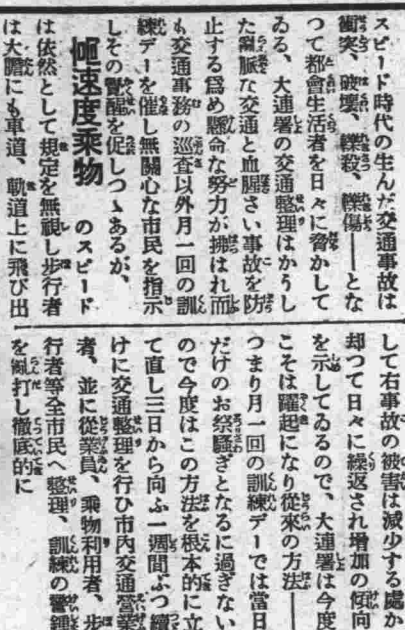 スピード時代の生んだ交通事故は
衝突、破壞、轢殺、轢傷――とな
つて都會生活者を日々に脅かして
ゐる、大連署の交通整理はかうし
た亂脈な交通と血腥さい事故を防
止する爲め懸命な努力が拂はれ而
も交通事務の巡査以外月一回の訓
練デーを催し無關心な市民を指示
しその覺醒を促しつゝあるが、
極速度乘物 のスピード
は依然として規定を無視し步行者
は大膽にも車道、軌道上に飛び出
して右事故の被害は減少する處か
却つて日々に繰返され增加の傾向
を示してゐるので、大連署は今度
こそは躍起になり從來の方法――
つまり月一回の訓練デーでは當日
だけのお祭騷ぎとなるに過ぎない
ので今度はこの方法を根本的に立
て直し三日から向ふ一週間ぶつ續
けに交通整理を行ひ市內交通營業
者、並に從業員、乘物利用者、步
行者等全市民へ整理、訓練の警鐘
を亂打し徹底的に